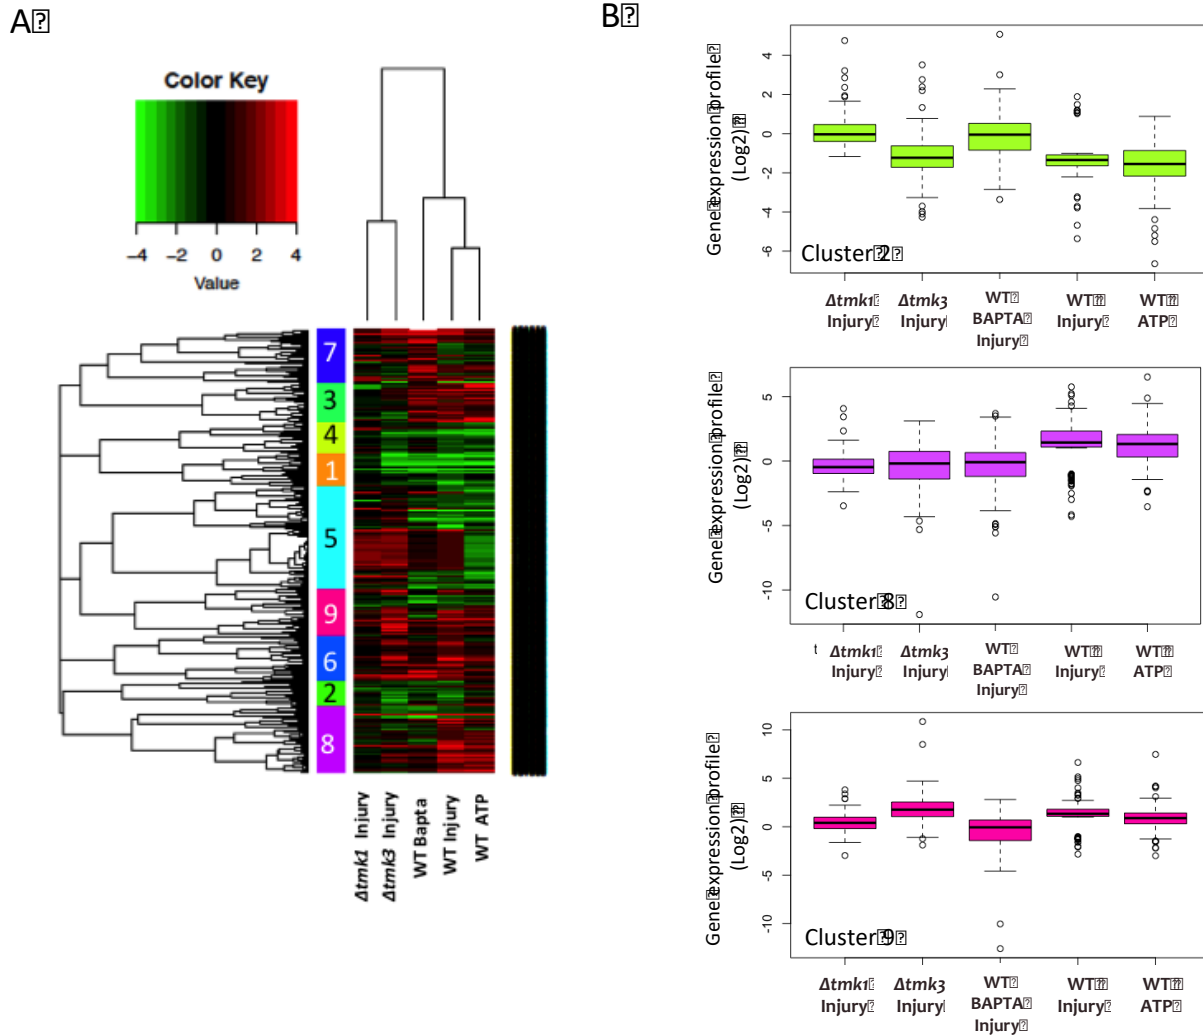 A
B
Color Key
−4 −2 0 2 4
Value
7
3
4
1
5
9
6
2
8
Δtmk1 Injury
Δtmk3 Injury
WT Bapta
WT Injury
WT ATP
Gene expression profile
(Log2)
4
2
0
-2
-4
-6
Cluster 2
Δtmk1 Δtmk3 WT WT WT
Injury Injury BAPTA Injury ATP
Injury
Gene expression profile
(Log2)
5
0
-5
-10
Cluster 8
t Δtmk1 Δtmk3 WT WT WT
Injury Injury BAPTA Injury ATP
Injury
Gene expression profile
(Log2)
10
5
0
-5
-10
Cluster 9
Δtmk1 Δtmk3 WT WT WT
Injury Injury BAPTA Injury ATP
Injury